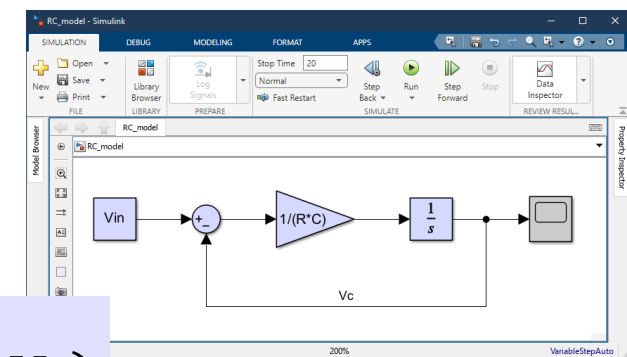 RC_model - Simulink
SIMULATION DEBUG MODELING FORMAT APPS
New
Open
Save
Print
FILE
Library Browser
LIBRARY
Log Signals
PREPARE
Stop Time 20
Normal
Fast Restart
Step Back
Run
Step Forward
Stop
SIMULATE
Data Inspector
REVIEW RESUL...
Model Browser
RC_model
RC_model
Property Inspector
Vin
+
−
1/(R*C)
1
s
Vc
200%
VariableStepAuto